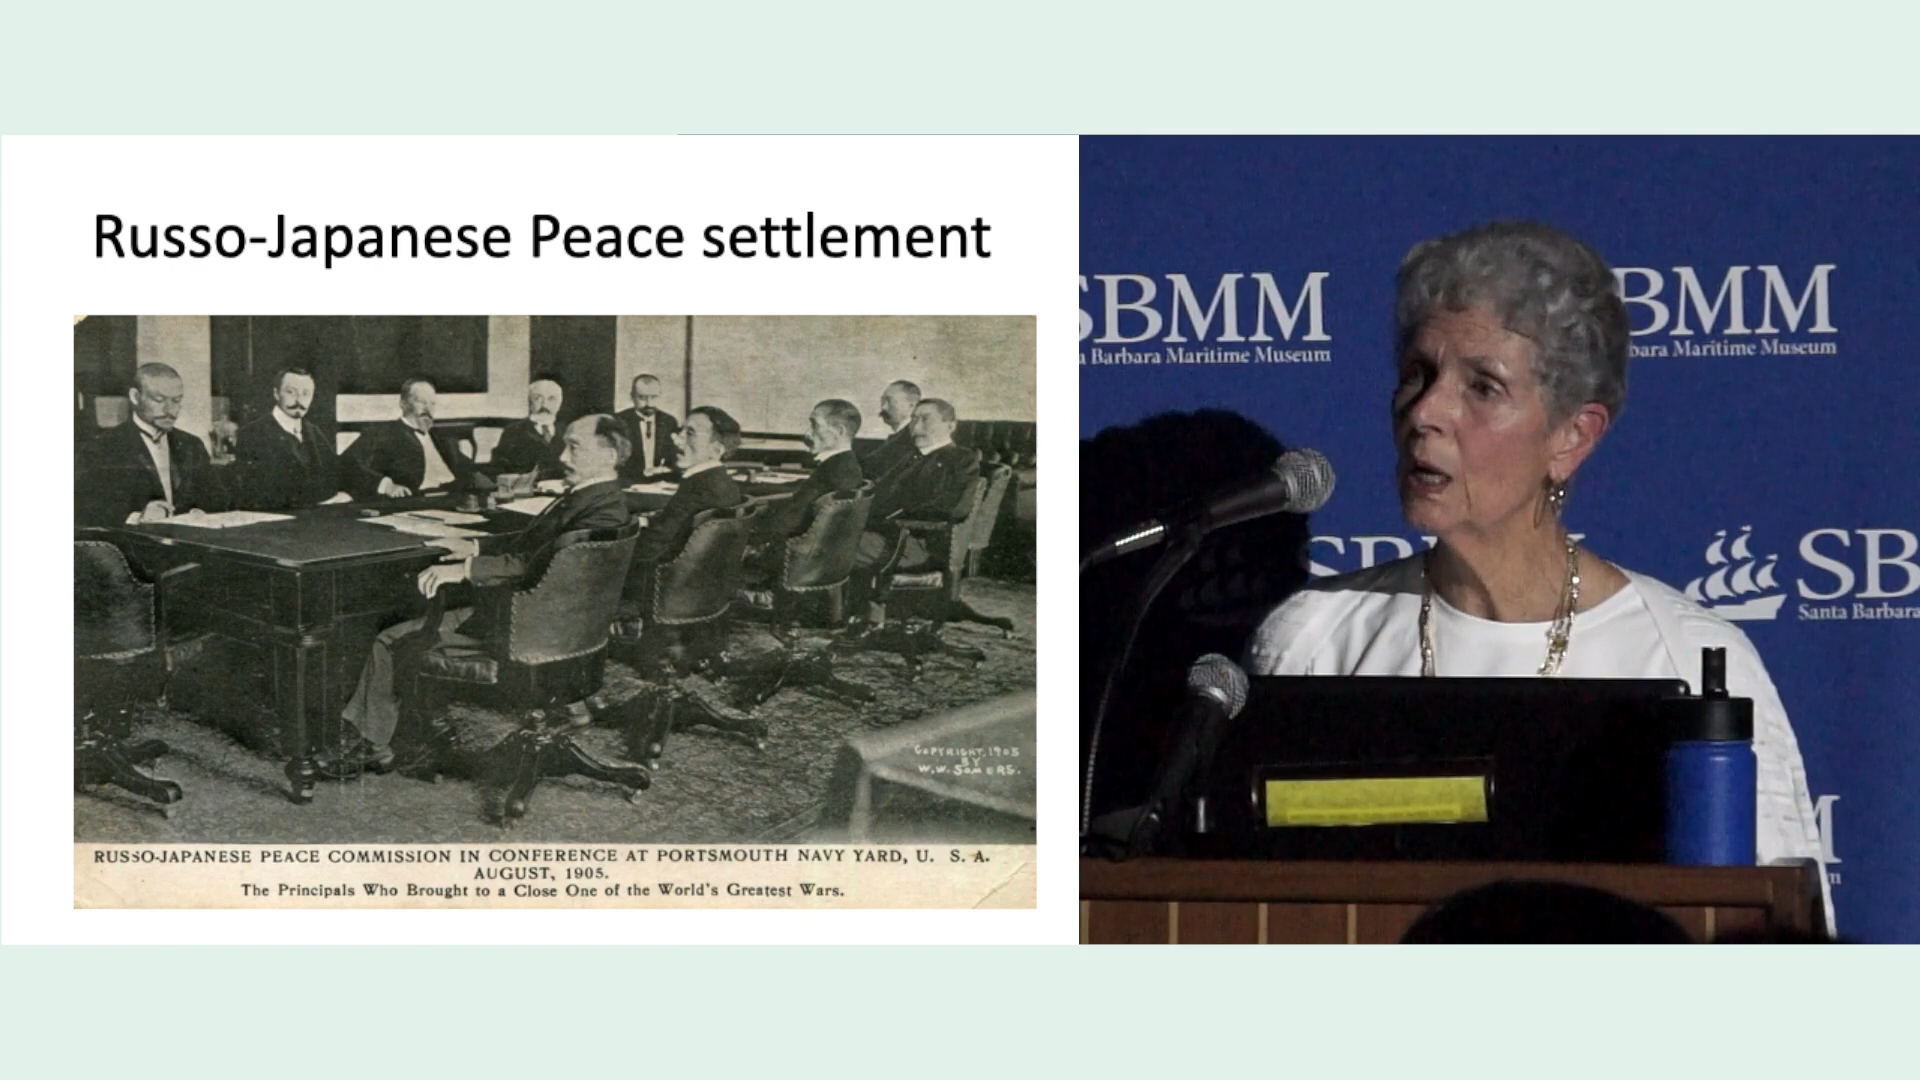 Russo-Japanese Peace settlement
COPYRIGHT, 1905
BY
W.W. SOMERS.
RUSSO-JAPANESE PEACE COMMISSION IN CONFERENCE AT PORTSMOUTH NAVY YARD, U. S. A.
AUGUST, 1905.
The Principals Who Brought to a Close One of the World's Greatest Wars.
SBMM
a Barbara Maritime Museum
BMM
bara Maritime Museum
SB
Santa Barbara